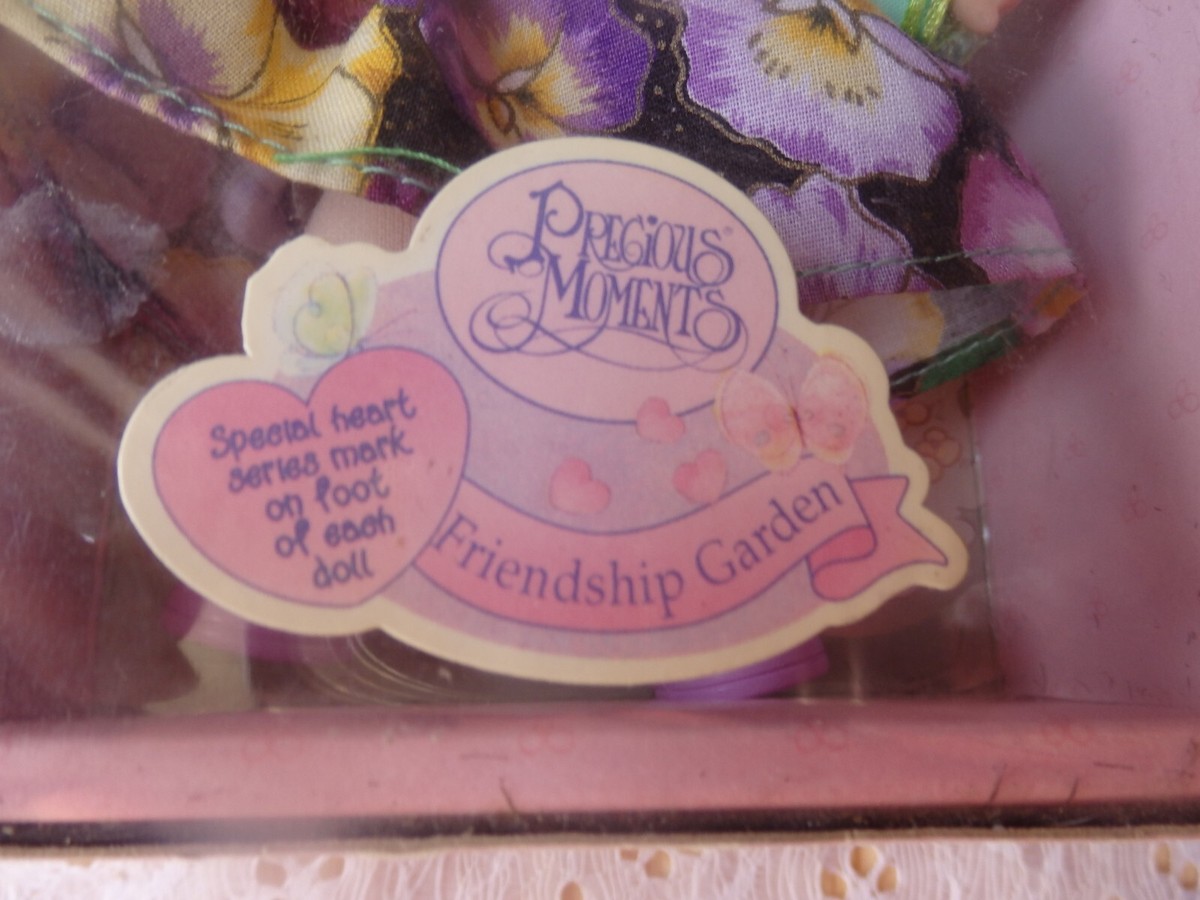 PRECIOUS®
MOMENTS
Special heart
series mark
on foot
of each
doll
Friendship Garden